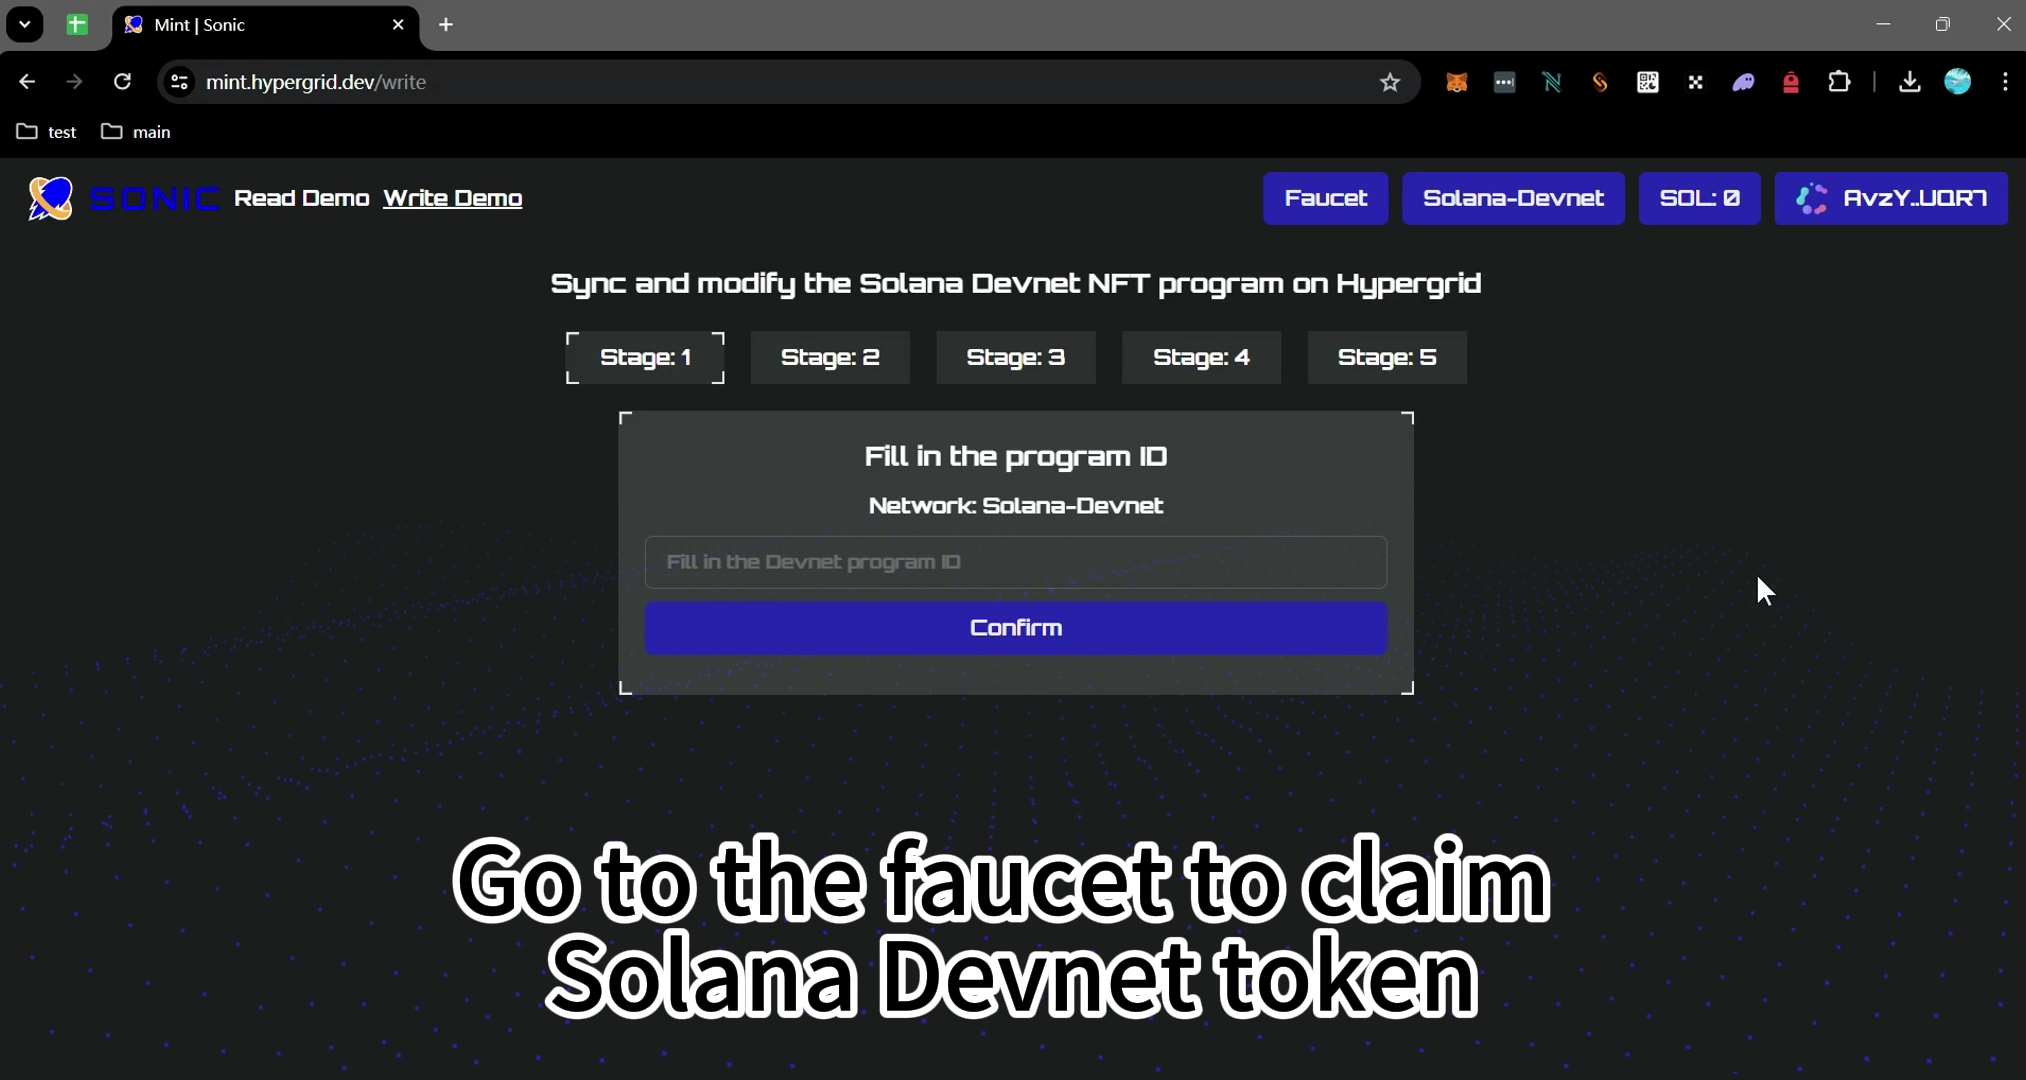 Mint | Sonic
mint.hypergrid.dev/write
test main
SONIC Read Demo Write Demo Faucet Solana-Devnet SOL: 0 AvzY..UQR7
Sync and modify the Solana Devnet NFT program on Hypergrid
Stage: 1 Stage: 2 Stage: 3 Stage: 4 Stage: 5
Fill in the program ID
Network: Solana-Devnet
Fill in the Devnet program ID
Confirm
Go to the faucet to claim
Solana Devnet token